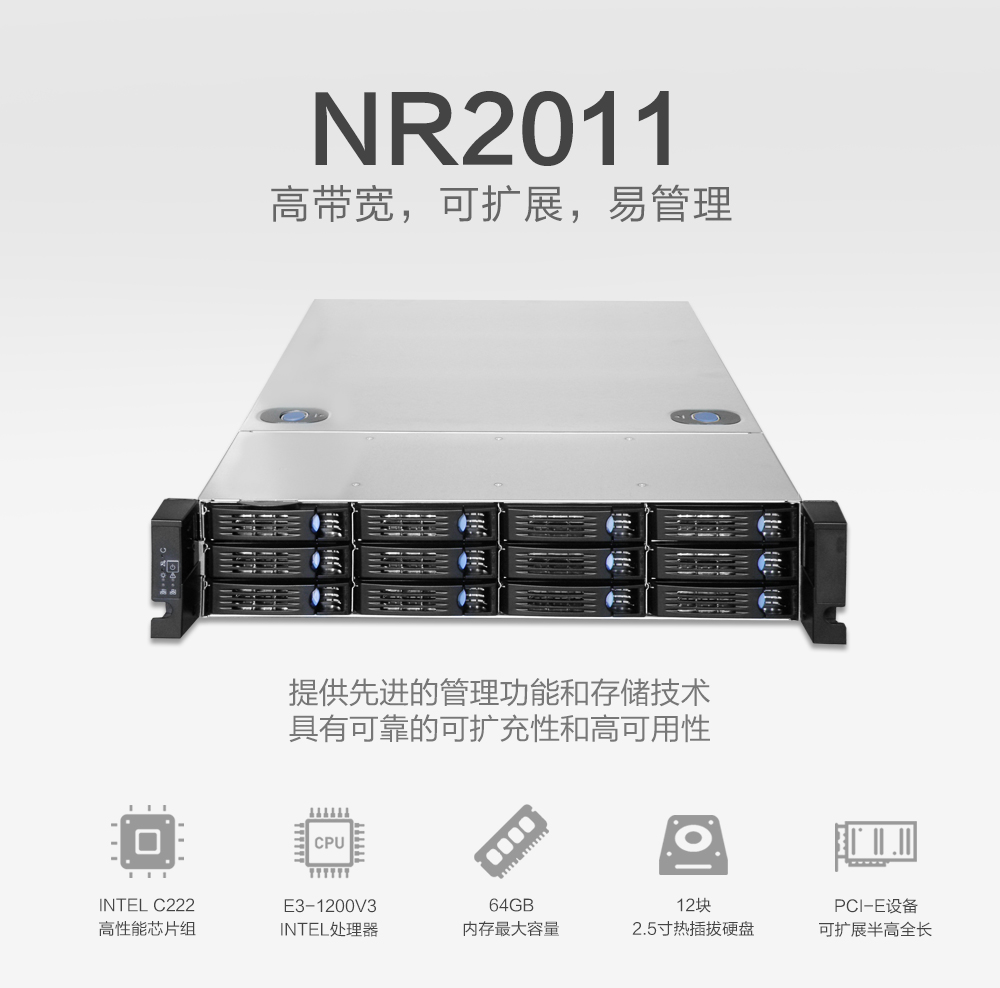 NR2011
高带宽，可扩展，易管理
提供先进的管理功能和存储技术
具有可靠的可扩充性和高可用性
CPU
INTEL C222
高性能芯片组
E3-1200V3
INTEL处理器
64GB
内存最大容量
12块
2.5寸热插拔硬盘
PCI-E设备
可扩展半高全长